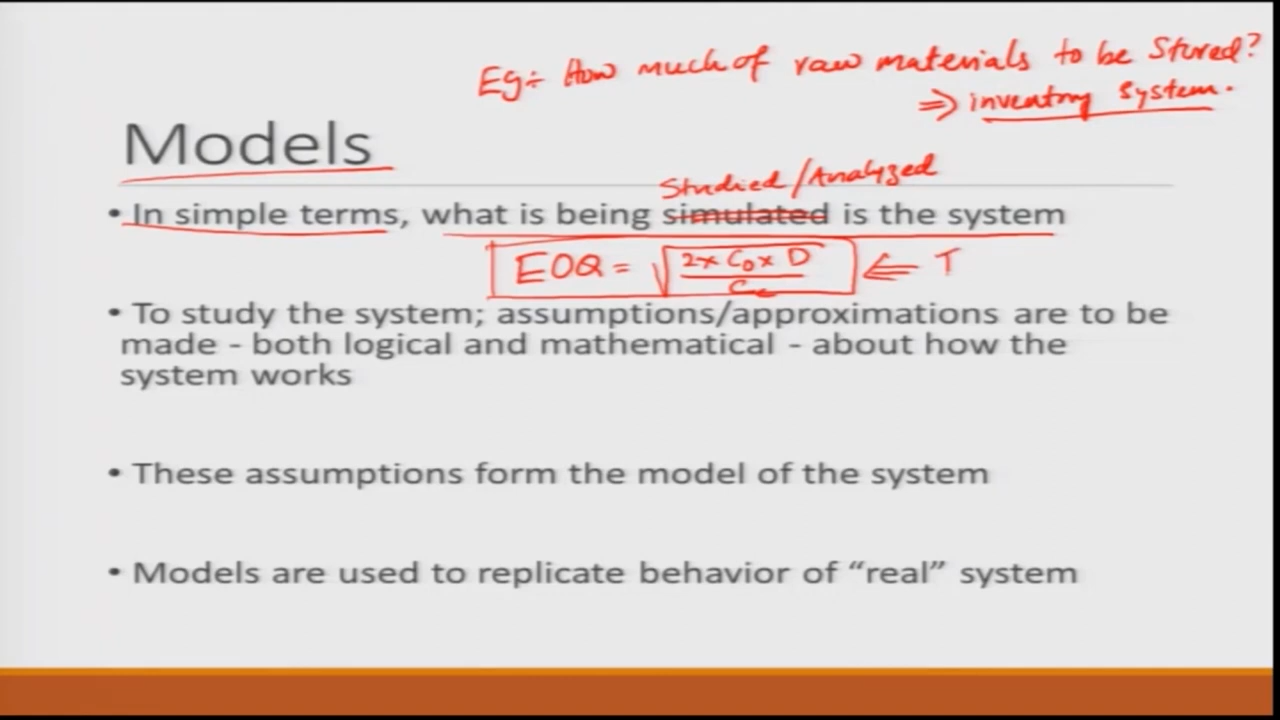 Eg:- How much of raw materials to be Stored?
⇒ inventory system.
Models
Studied/Analyzed
• In simple terms, what is being simulated is the system
EOQ = √(2× C₀ × D / Cc) ⇐ T
• To study the system; assumptions/approximations are to be
made - both logical and mathematical - about how the
system works
• These assumptions form the model of the system
• Models are used to replicate behavior of “real” system